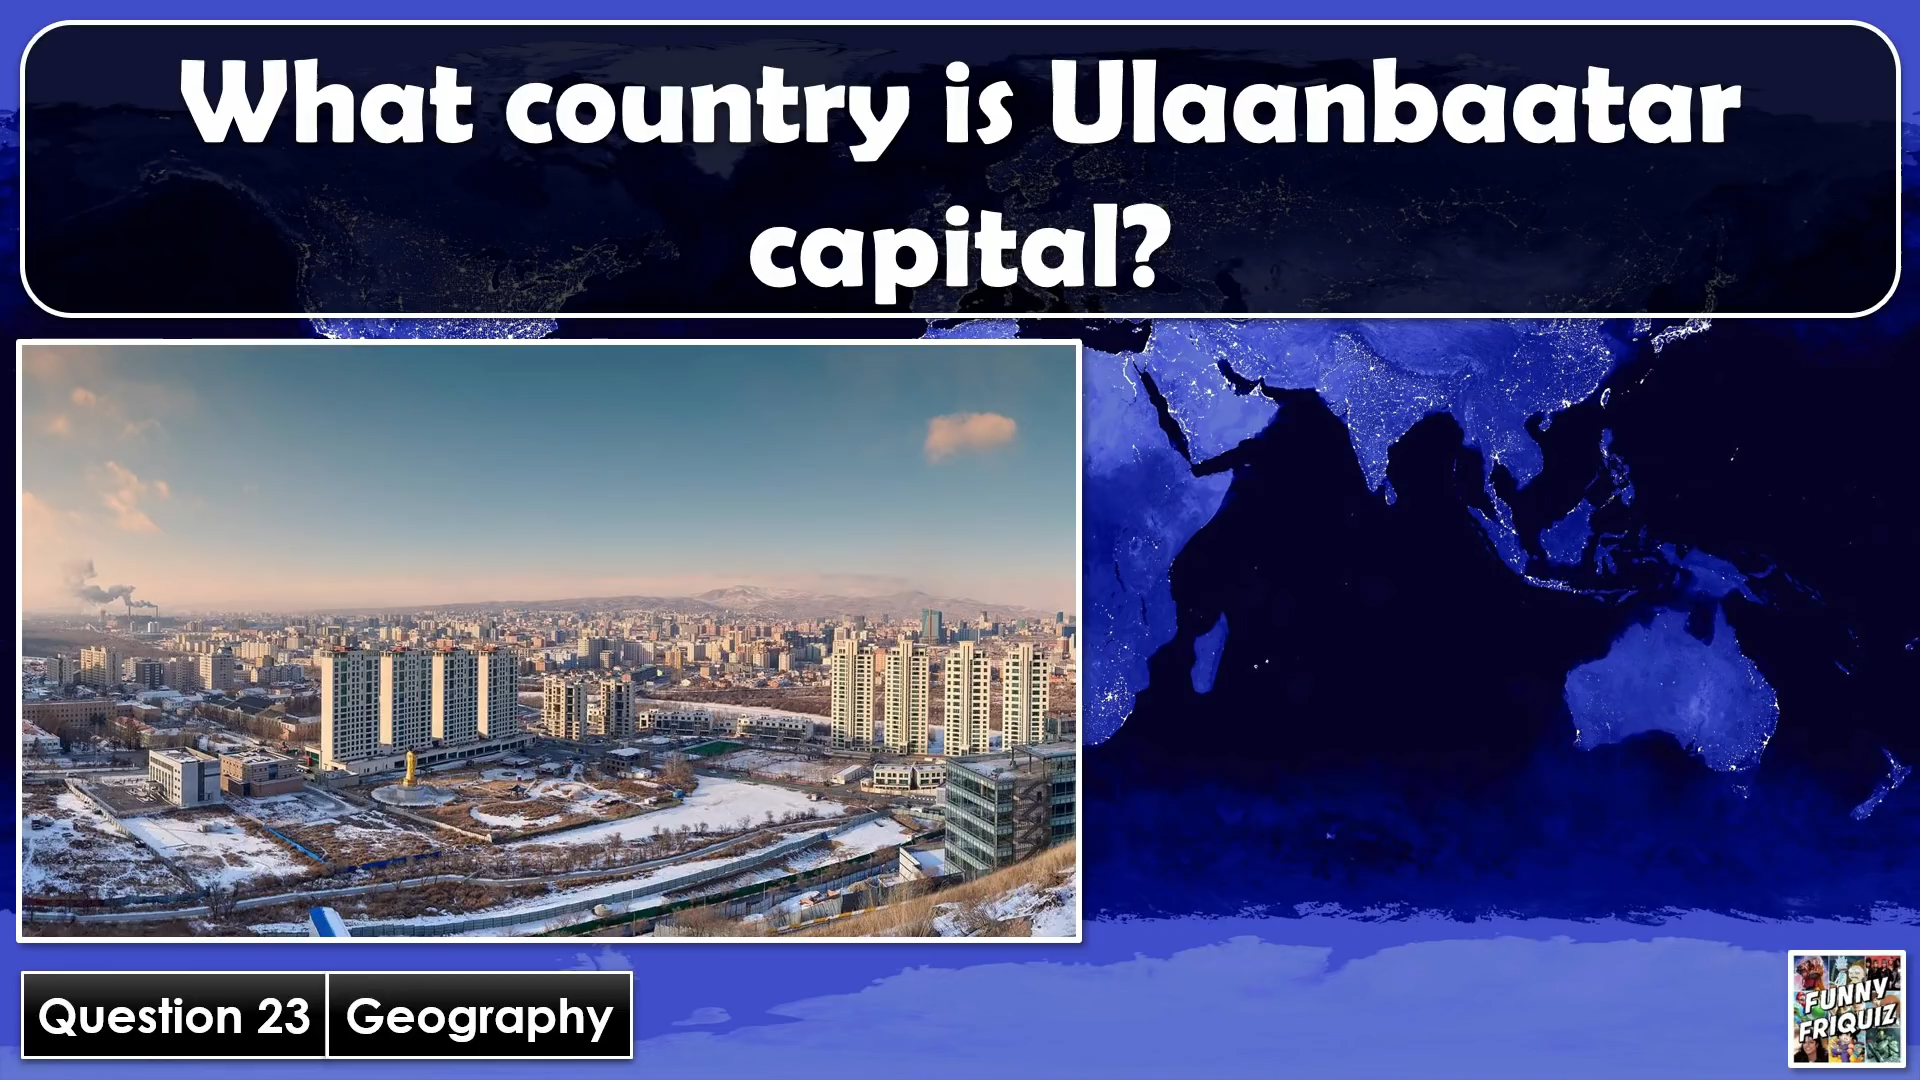 What country is Ulaanbaatar
capital?
Question 23
Geography
FUNNY
FRIQUIZ